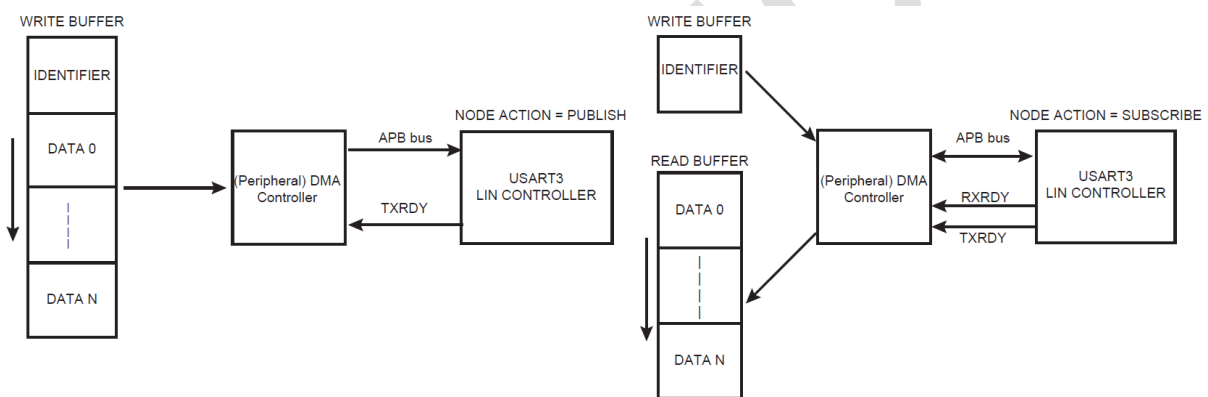 WRITE BUFFER
IDENTIFIER
DATA 0
DATA N
(Peripheral) DMA
Controller
APB bus
TXRDY
NODE ACTION = PUBLISH
USART3
LIN CONTROLLER
WRITE BUFFER
IDENTIFIER
READ BUFFER
DATA 0
DATA N
(Peripheral) DMA
Controller
APB bus
RXRDY
TXRDY
NODE ACTION = SUBSCRIBE
USART3
LIN CONTROLLER